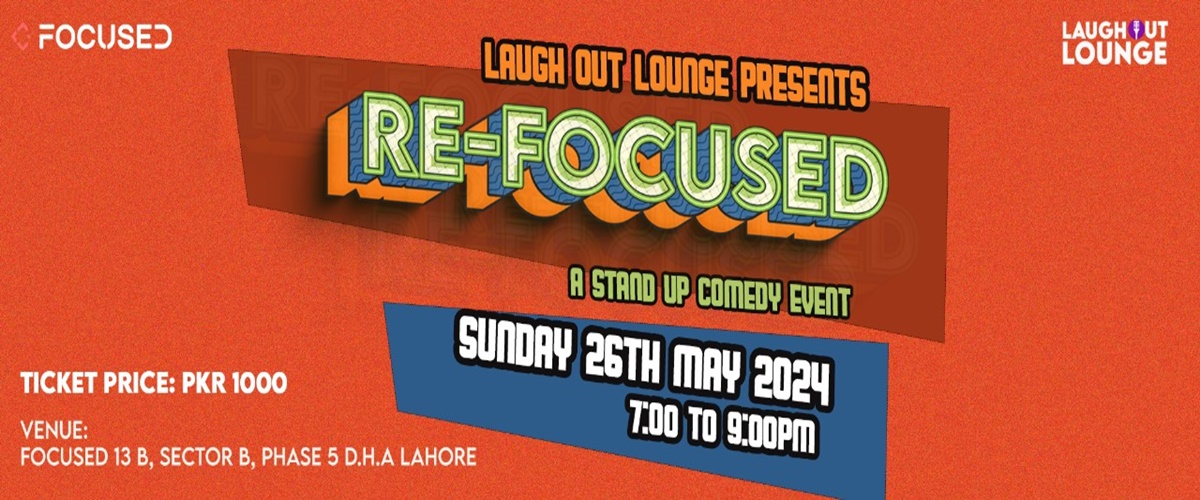 FOCUSED
LAUGH OUT
LOUNGE
LAUGH OUT LOUNGE PRESENTS
RE-FOCUSED
A STAND UP COMEDY EVENT
SUNDAY 26TH MAY 2024
7:00 TO 9:00PM
TICKET PRICE: PKR 1000
VENUE:
FOCUSED 13 B, SECTOR B, PHASE 5 D.H.A LAHORE